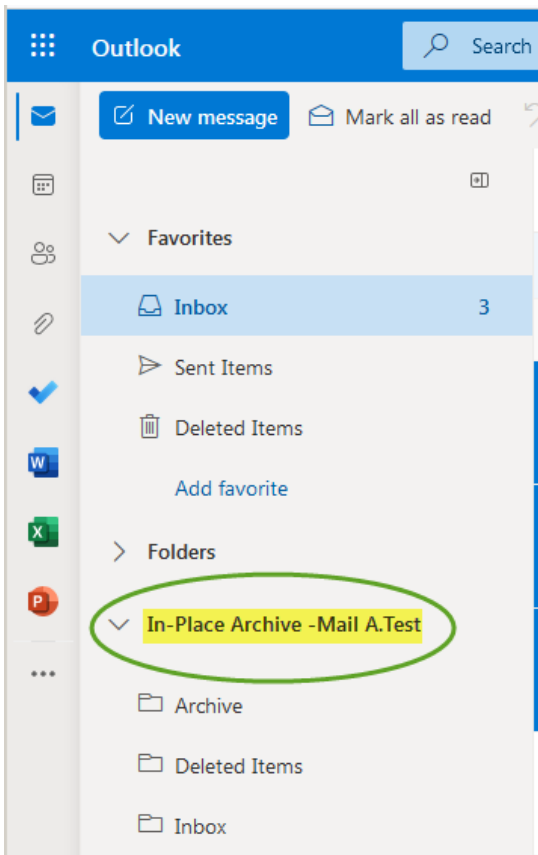 Outlook
Search
New message
Mark all as read
Favorites
Inbox 3
Sent Items
Deleted Items
Add favorite
W
Folders
X
P
In-Place Archive -Mail A.Test
Archive
Deleted Items
Inbox